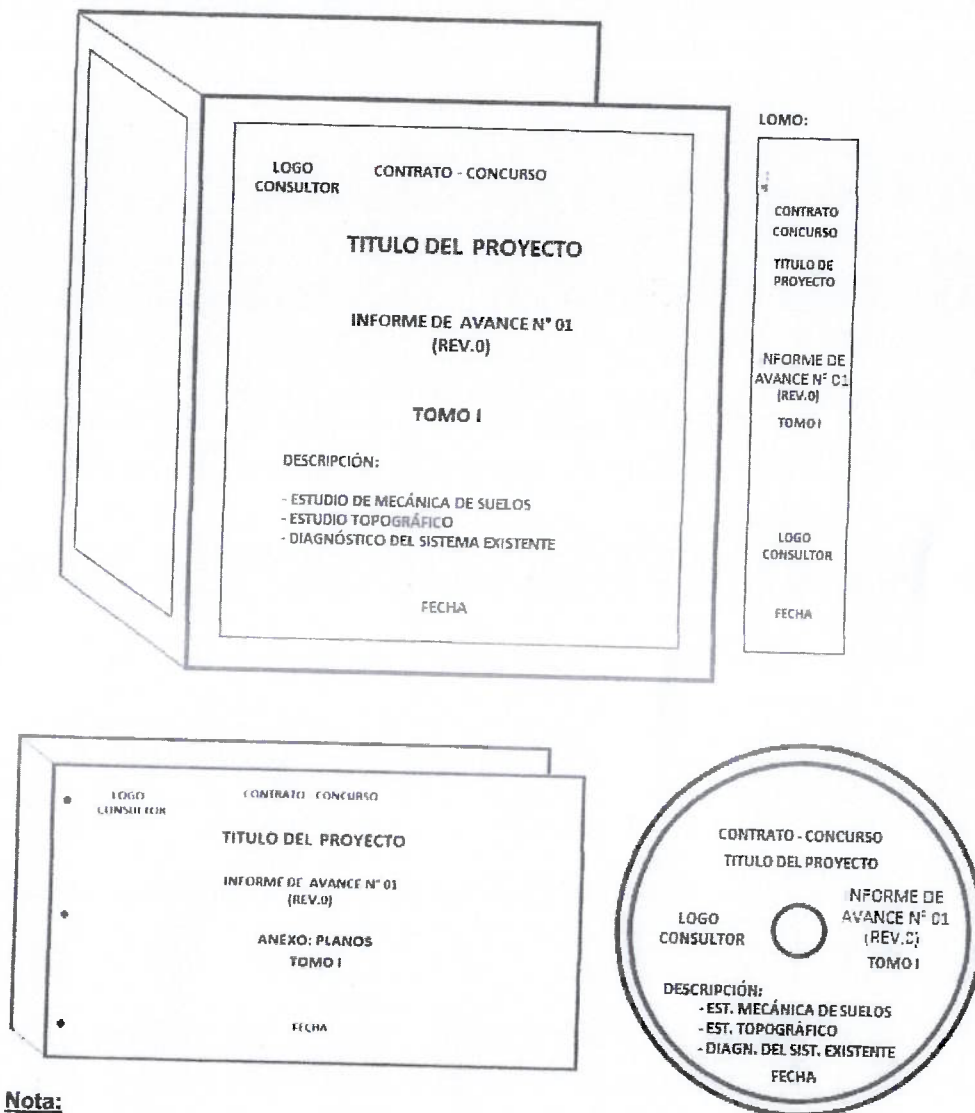 LOGO
CONSULTOR
CONTRATO - CONCURSO
TITULO DEL PROYECTO
INFORME DE AVANCE N° 01
(REV.0)
TOMO I
DESCRIPCIÓN:
- ESTUDIO DE MECÁNICA DE SUELOS
- ESTUDIO TOPOGRÁFICO
- DIAGNÓSTICO DEL SISTEMA EXISTENTE
FECHA
LOMO:
CONTRATO
CONCURSO
TITULO DE
PROYECTO
NFORME DE
AVANCE N° 01
(REV.0)
TOMO I
LOGO
CONSULTOR
FECHA
LOGO
CONSULTOR
CONTRATO CONCURSO
TITULO DEL PROYECTO
INFORME DE AVANCE N° 01
(REV.0)
ANEXO: PLANOS
TOMO I
FECHA
CONTRATO - CONCURSO
TITULO DEL PROYECTO
LOGO
CONSULTOR
NFORME DE
AVANCE N° 01
(REV.0)
TOMO I
DESCRIPCIÓN:
- EST. MECÁNICA DE SUELOS
- EST. TOPOGRÁFICO
- DIAGN. DEL SIST. EXISTENTE
FECHA
Nota: